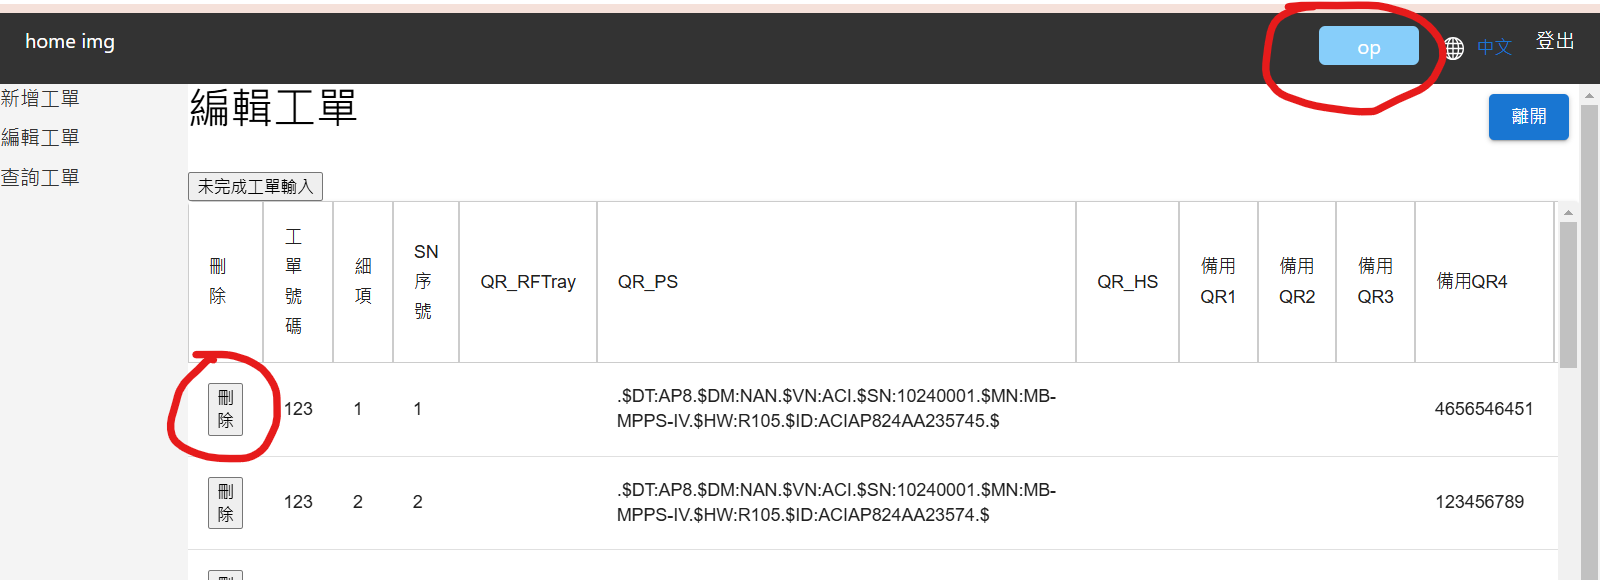 home img
op
中文
登出
新增工單
編輯工單
查詢工單
編輯工單
離開
未完成工單輸入
刪除
工單號碼
細項
SN序號
QR_RFTray
QR_PS
QR_HS
備用QR1
備用QR2
備用QR3
備用QR4
刪除
123
1
1
.$DT:AP8.$DM:NAN.$VN:ACI.$SN:10240001.$MN:MB-
MPPS-IV.$HW:R105.$ID:ACIAP824AA235745.$
4656546451
刪除
123
2
2
.$DT:AP8.$DM:NAN.$VN:ACI.$SN:10240001.$MN:MB-
MPPS-IV.$HW:R105.$ID:ACIAP824AA23574.$
123456789